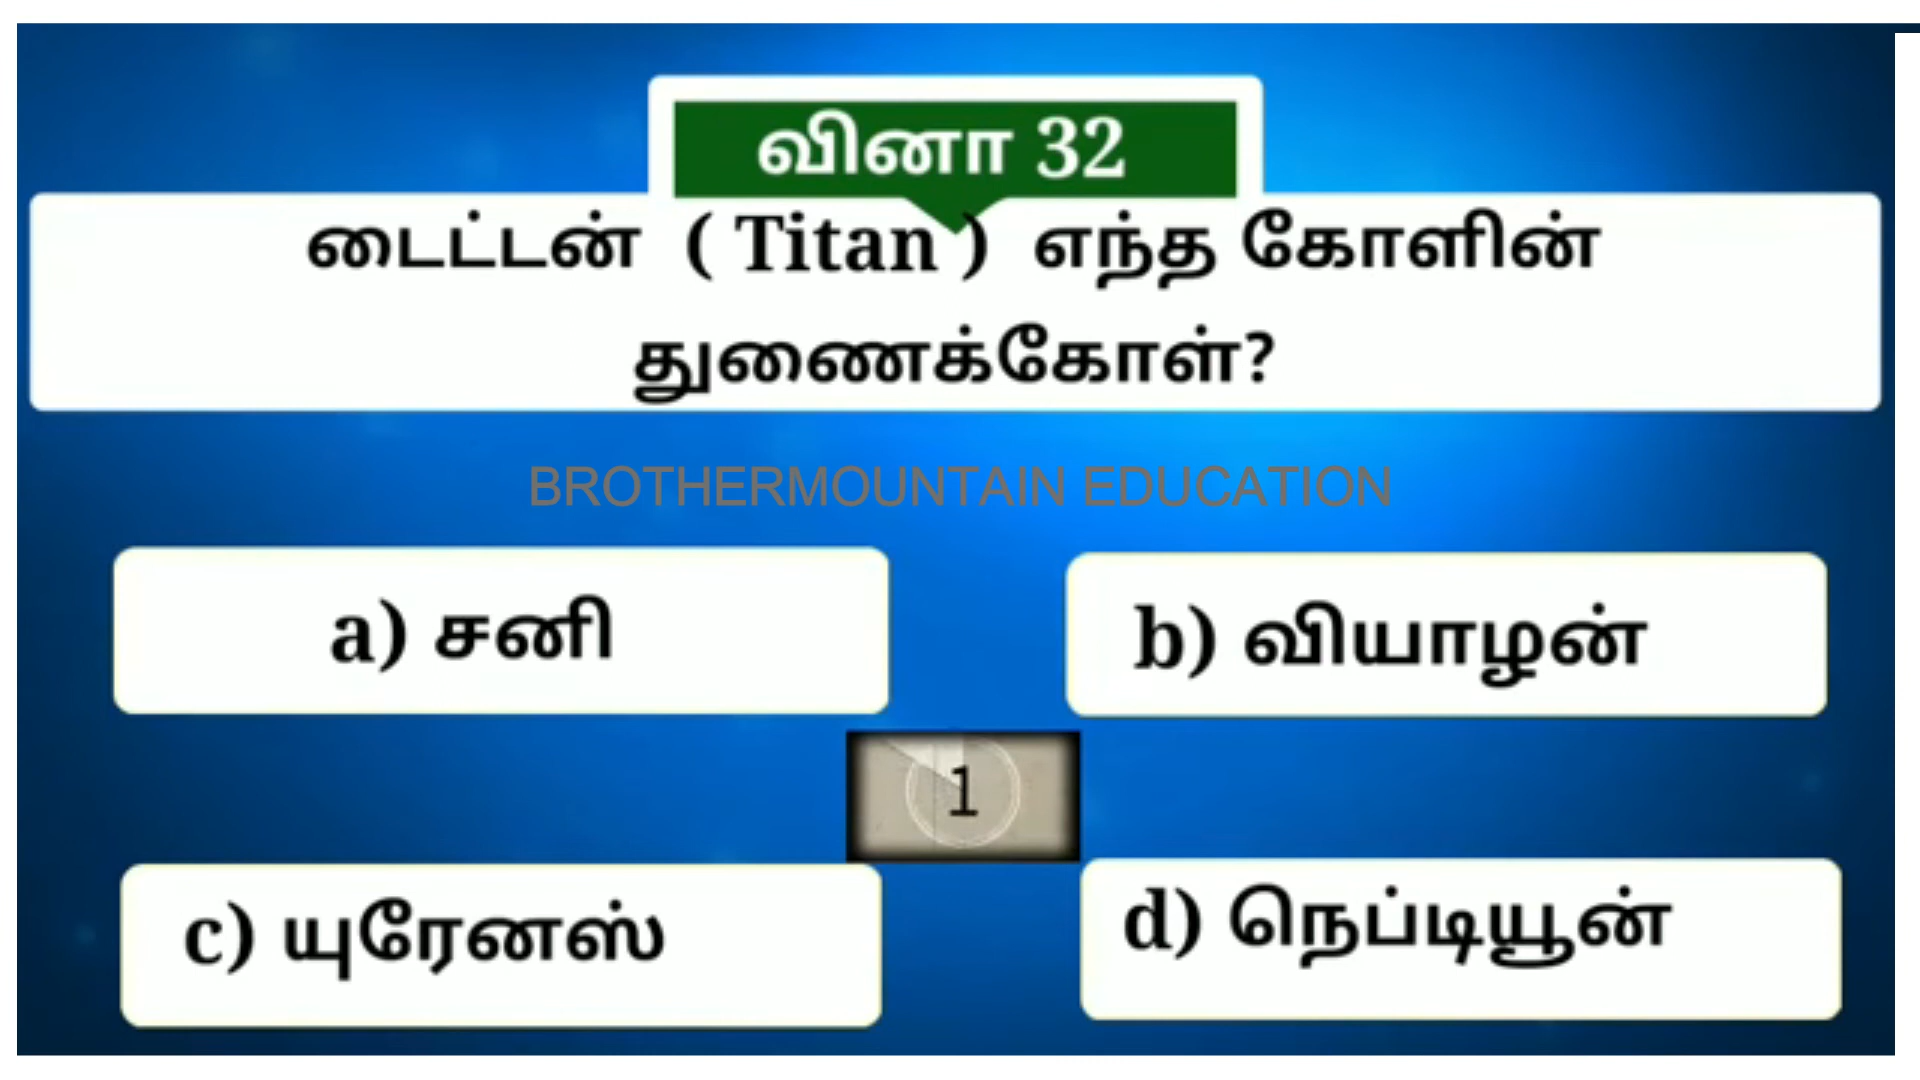 வினா 32
டைட்டன் ( Titan ) எந்த கோளின்
துணைக்கோள்?
BROTHERMOUNTAIN EDUCATION
a) சனி
b) வியாழன்
1
c) யுரேனஸ்
d) நெப்டியூன்